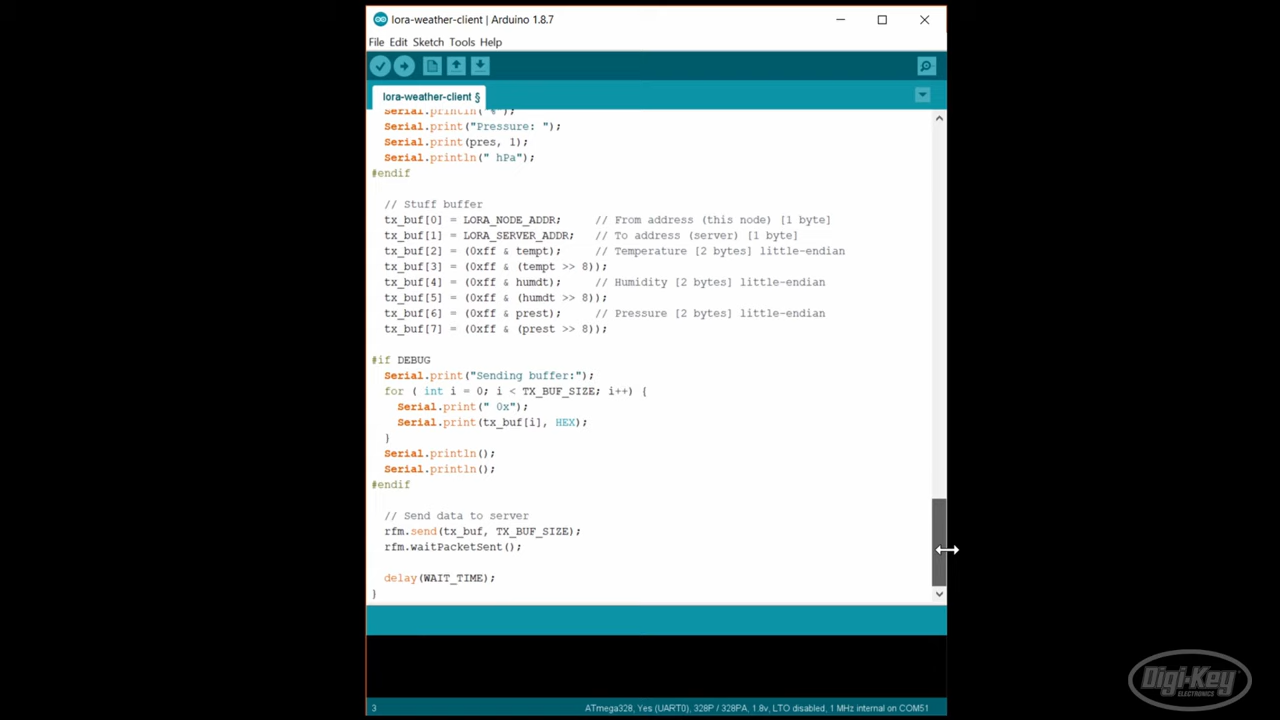 lora-weather-client | Arduino 1.8.7
File Edit Sketch Tools Help
lora-weather-client §
Serial.println("%");
Serial.print("Pressure: ");
Serial.print(pres, 1);
Serial.println(" hPa");
#endif
// Stuff buffer
tx_buf[0] = LORA_NODE_ADDR; // From address (this node) [1 byte]
tx_buf[1] = LORA_SERVER_ADDR; // To address (server) [1 byte]
tx_buf[2] = (0xff & tempt); // Temperature [2 bytes] little-endian
tx_buf[3] = (0xff & (tempt >> 8));
tx_buf[4] = (0xff & humdt); // Humidity [2 bytes] little-endian
tx_buf[5] = (0xff & (humdt >> 8));
tx_buf[6] = (0xff & prest); // Pressure [2 bytes] little-endian
tx_buf[7] = (0xff & (prest >> 8));
#if DEBUG
Serial.print("Sending buffer:");
for ( int i = 0; i < TX_BUF_SIZE; i++) {
Serial.print(" 0x");
Serial.print(tx_buf[i], HEX);
}
Serial.println();
Serial.println();
#endif
// Send data to server
rfm.send(tx_buf, TX_BUF_SIZE);
rfm.waitPacketSent();
delay(WAIT_TIME);
}
3 ATmega328, Yes (UART0), 328P / 328PA, 1.8v, LTO disabled, 1 MHz internal on COM51
Digi-Key
ELECTRONICS